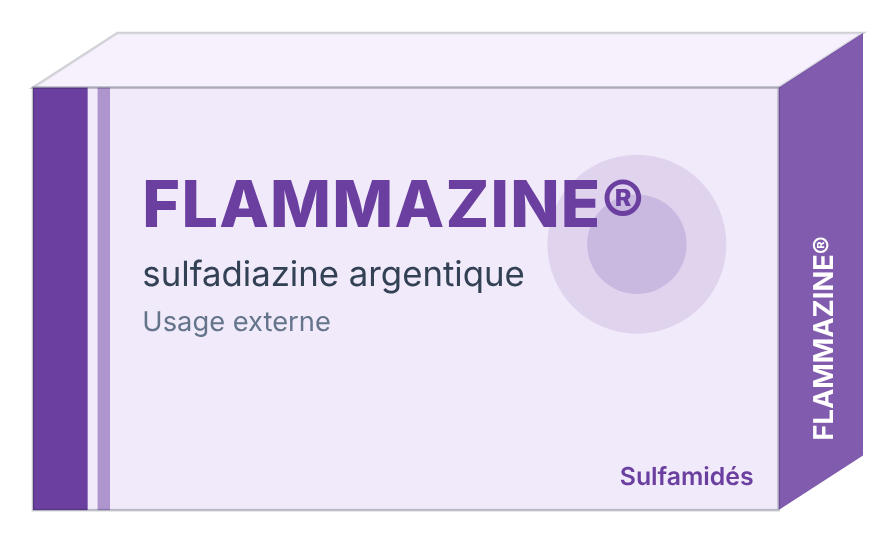 FLAMMAZINE®
sulfadiazine argentique
Usage externe
Sulfamidés
FLAMMAZINE®